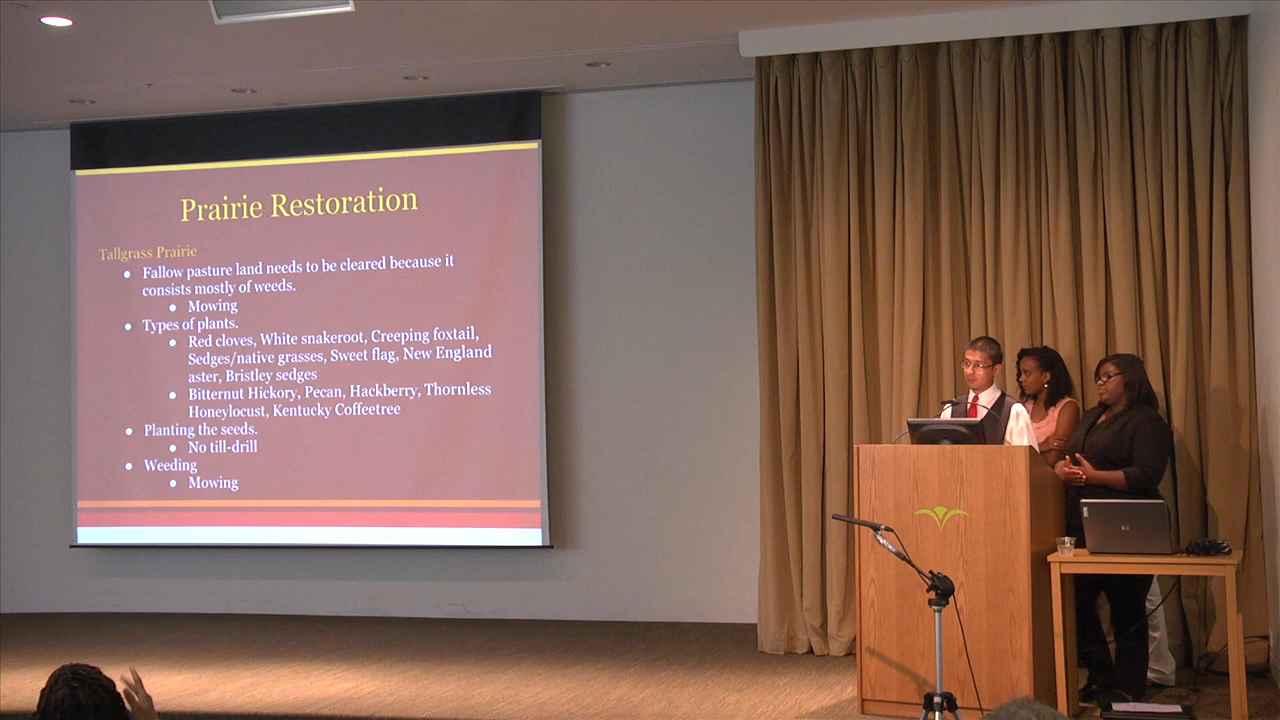 Prairie Restoration
Tallgrass Prairie
● Fallow pasture land needs to be cleared because it
consists mostly of weeds.
● Mowing
● Types of plants.
● Red cloves, White snakeroot, Creeping foxtail,
Sedges/native grasses, Sweet flag, New England
aster, Bristley sedges
● Bitternut Hickory, Pecan, Hackberry, Thornless
Honeylocust, Kentucky Coffeetree
● Planting the seeds.
● No till-drill
● Weeding
● Mowing